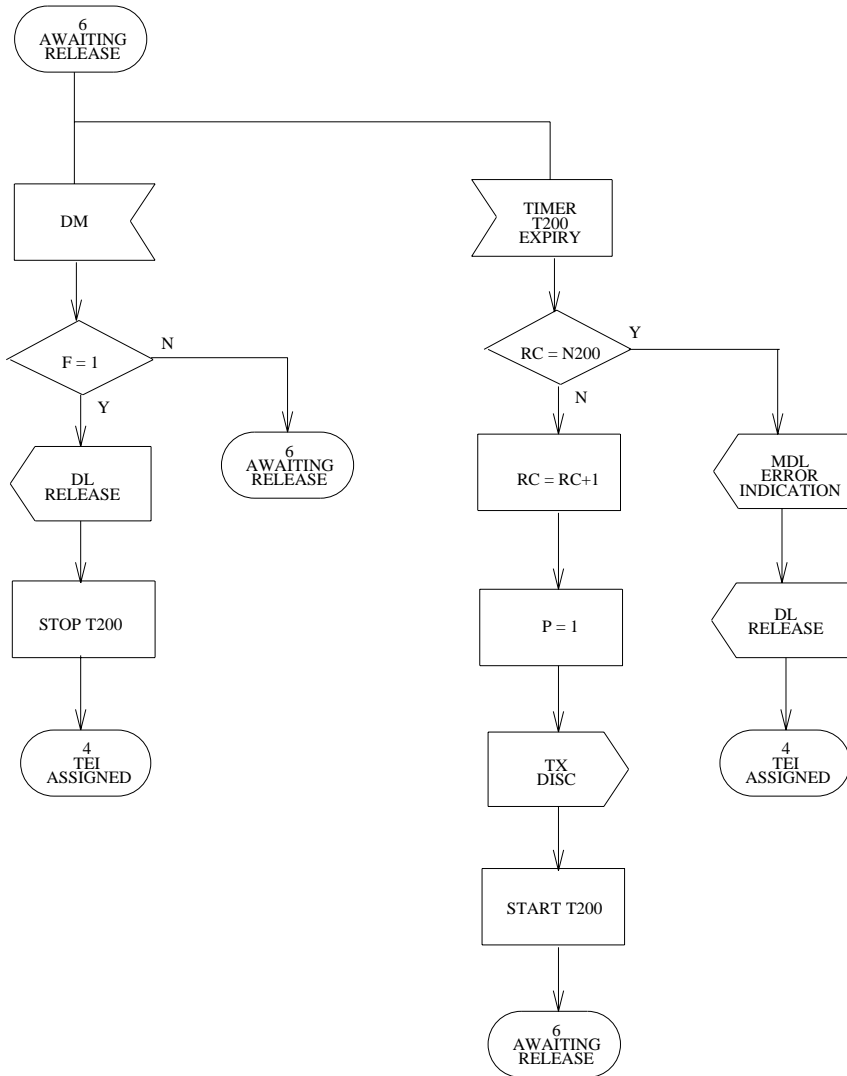 6
AWAITING
RELEASE
DM
TIMER
T200
EXPIRY
F = 1
N
Y
RC = N200
Y
N
DL
RELEASE
6
AWAITING
RELEASE
RC = RC+1
MDL
ERROR
INDICATION
STOP T200
P = 1
DL
RELEASE
4
TEI
ASSIGNED
TX
DISC
4
TEI
ASSIGNED
START T200
6
AWAITING
RELEASE